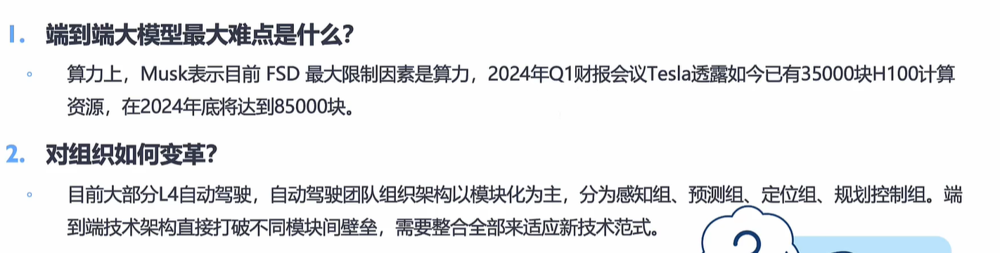 1. 端到端大模型最大难点是什么？
算力上，Musk表示目前 FSD 最大限制因素是算力，2024年Q1财报会议Tesla透露如今已有35000块H100计算
资源，在2024年底将达到85000块。
2. 对组织如何变革？
目前大部分L4自动驾驶，自动驾驶团队组织架构以模块化为主，分为感知组、预测组、定位组、规划控制组。端
到端技术架构直接打破不同模块间壁垒，需要整合全部来适应新技术范式。
?